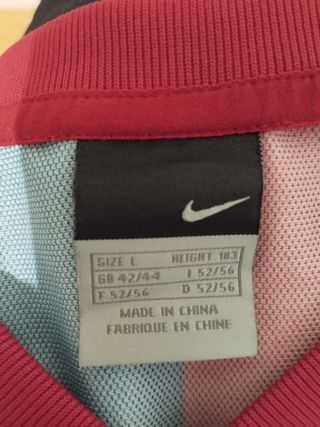 SIZE L HEIGHT 183
GB 42/44 I 52/56
F 52/56 D 52/56
MADE IN CHINA
FABRIQUE EN CHINE